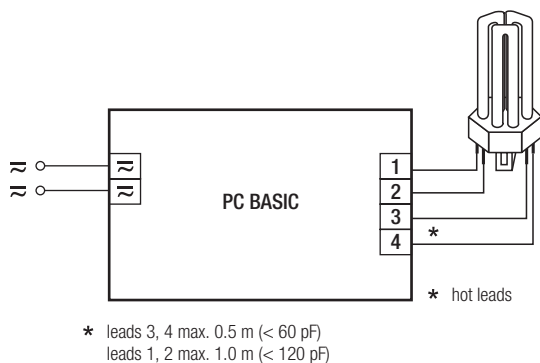 ≂ ≂
≂ ≂
PC BASIC
1
2
3
*
4
* hot leads
* leads 3, 4 max. 0.5 m (< 60 pF)
leads 1, 2 max. 1.0 m (< 120 pF)